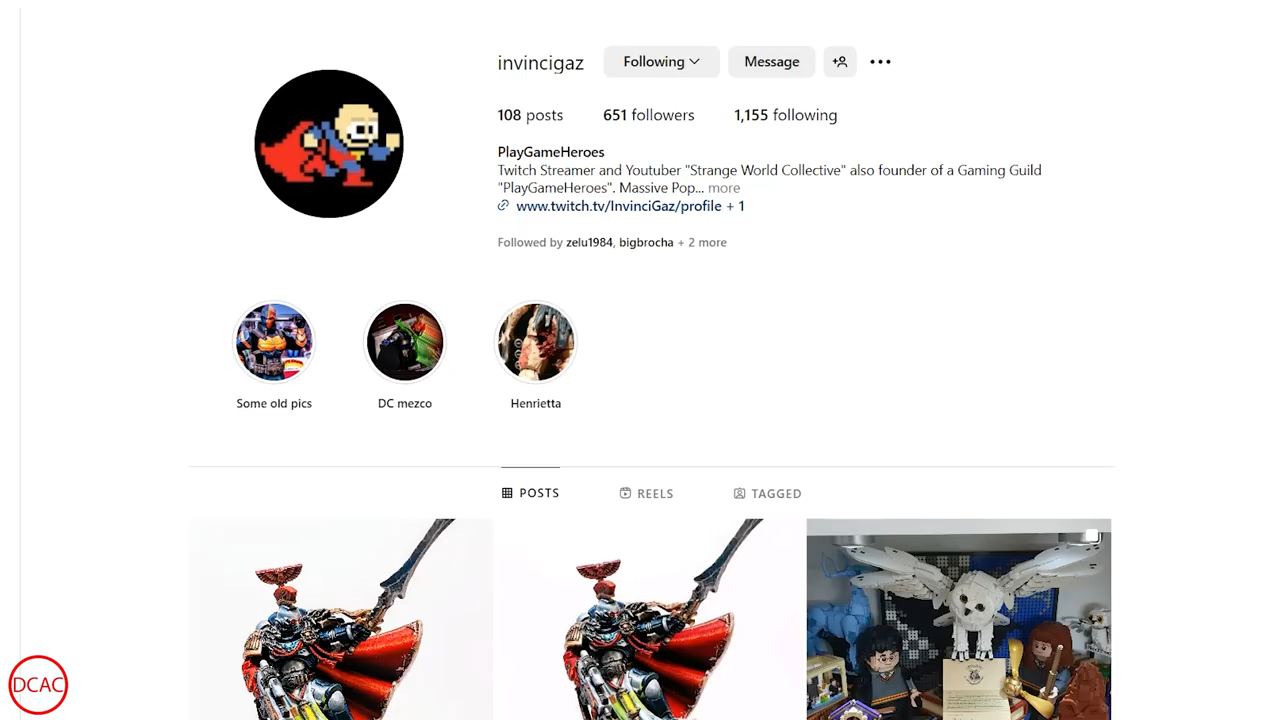 invincigaz Following Message
108 posts 651 followers 1,155 following
PlayGameHeroes
Twitch Streamer and Youtuber "Strange World Collective" also founder of a Gaming Guild
"PlayGameHeroes". Massive Pop... more
www.twitch.tv/InvinciGaz/profile + 1
Followed by zelu1984, bigbrocha + 2 more
Some old pics DC mezco Henrietta
POSTS REELS TAGGED
DCAC